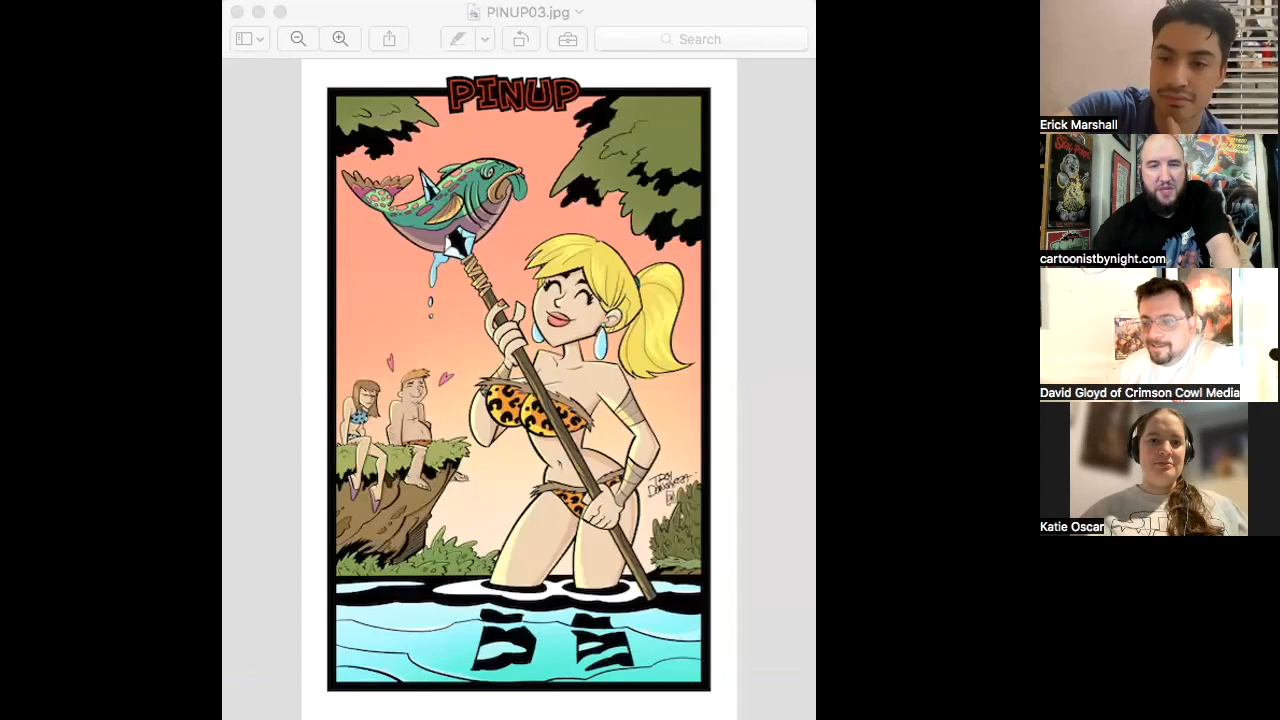 PINUP03.jpg
Search
PINUP
Erick Marshall
cartoonistbynight.com
David Gloyd of Crimson Cowl Media
Katie Oscar